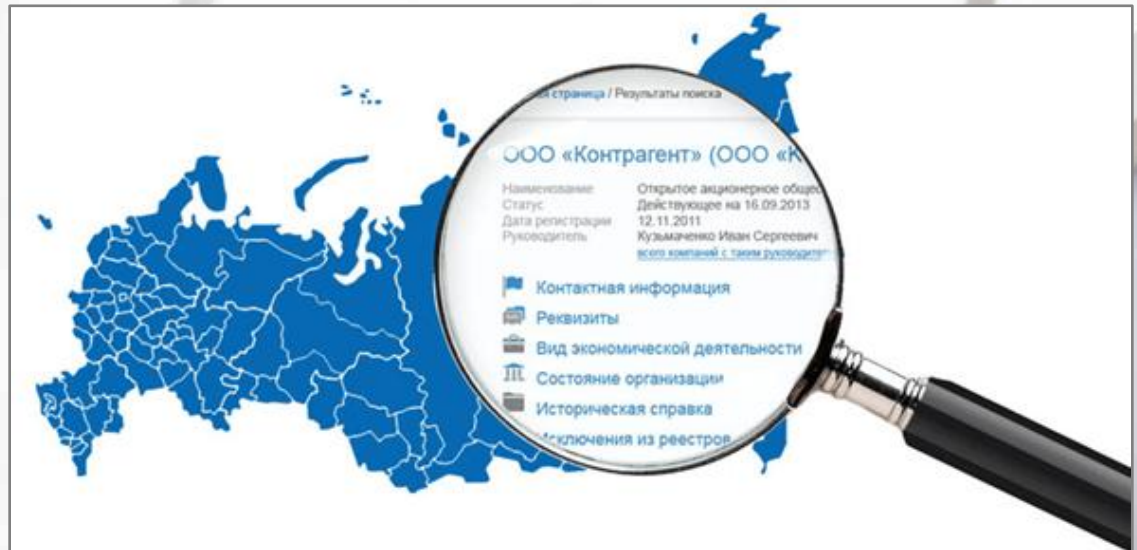 страница / Результаты поиска
ООО «Контрагент» (ООО «К
Наименование Открытое акционерное общес
Статус Действующее на 16.09.2013
Дата регистрации 12.11.2011
Руководитель Кузьмаченко Иван Сергеевич
всего компаний с таким руководител
Контактная информация
Реквизиты
Вид экономической деятельности
Состояние организации
Историческая справка
Исключения из реестров